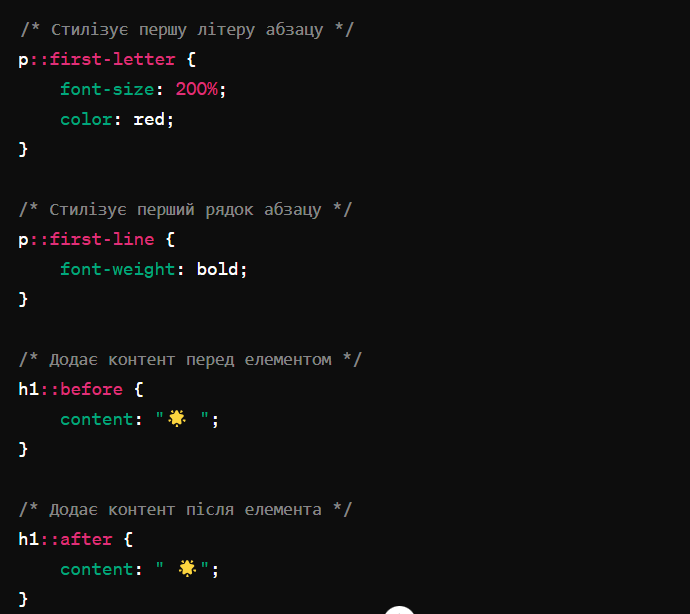 /* Стилізує першу літеру абзацу */
p::first-letter {
    font-size: 200%;
    color: red;
}
/* Стилізує перший рядок абзацу */
p::first-line {
    font-weight: bold;
}
/* Додає контент перед елементом */
h1::before {
    content: "🌟 ";
}
/* Додає контент після елемента */
h1::after {
    content: " 🌟";
}